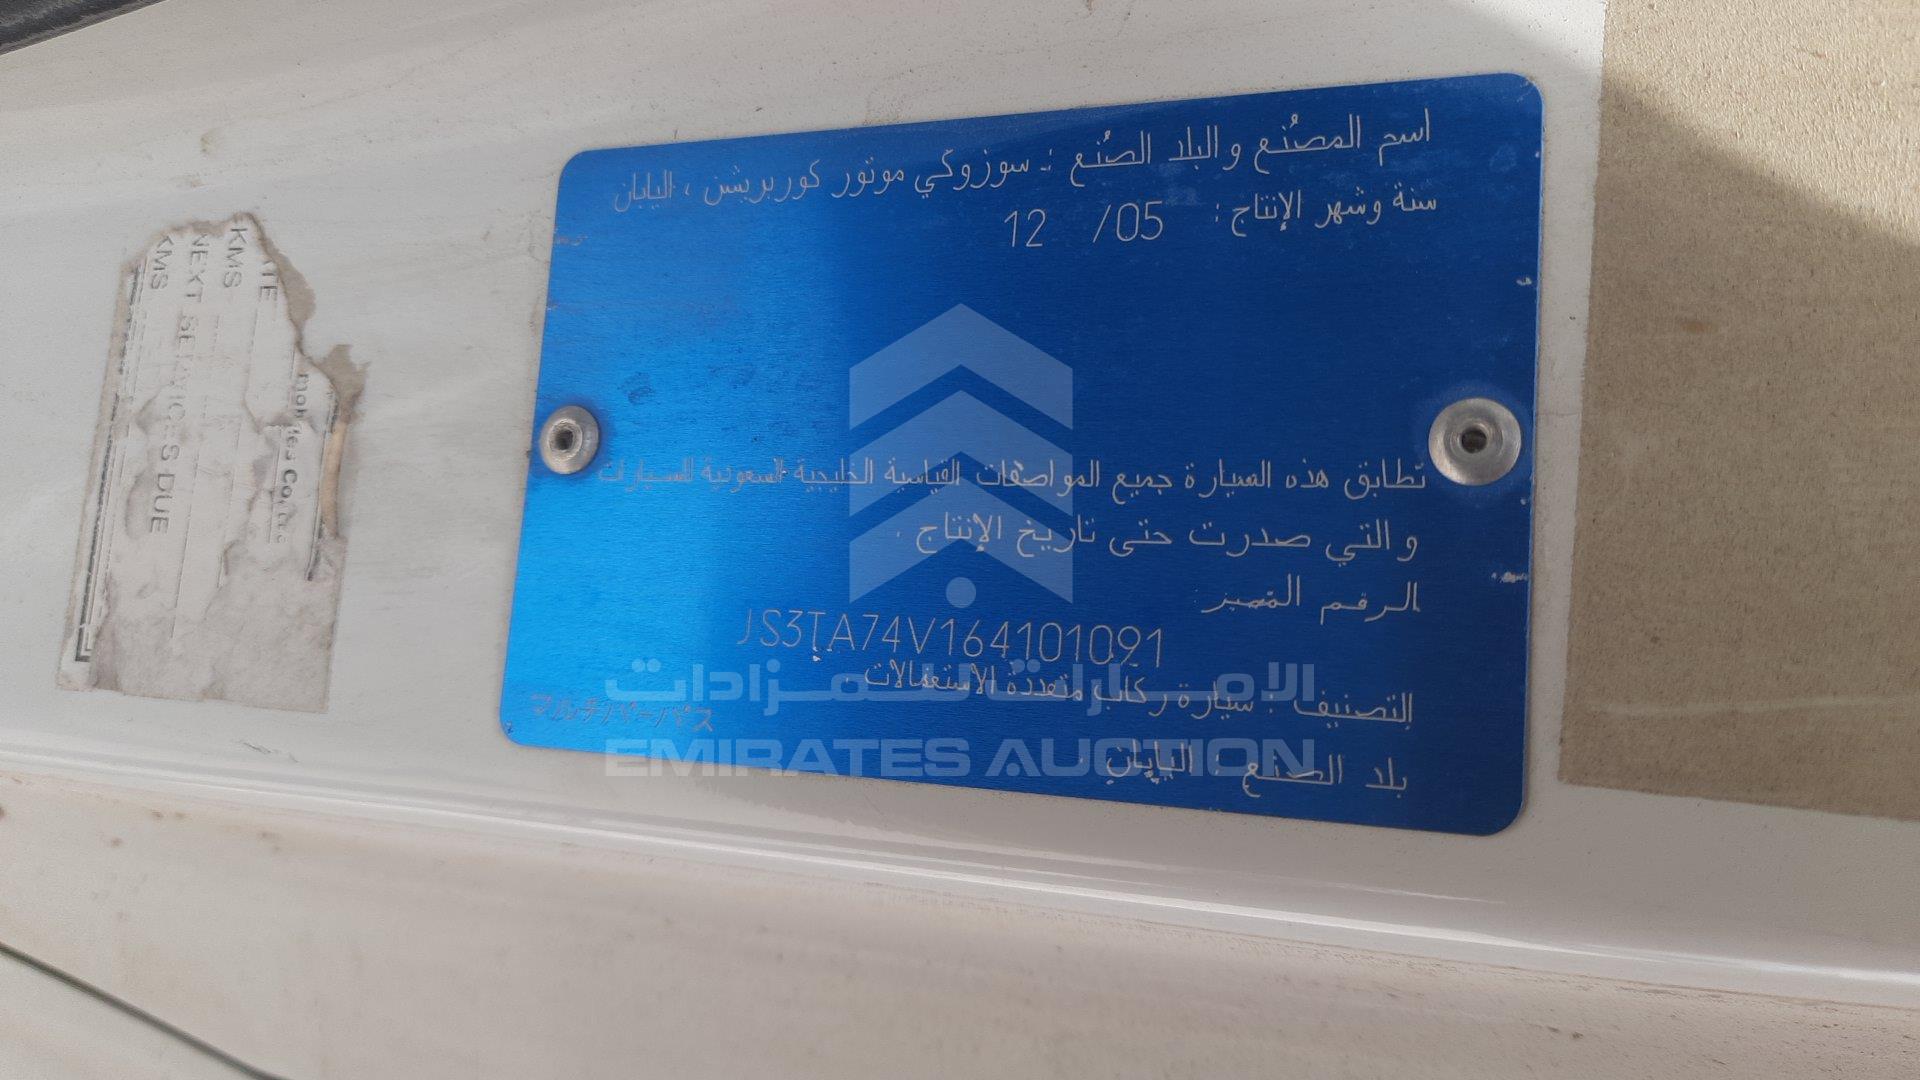 اسم المصنع والبلد الصنع : سوزوكي موتور كوربريشن ، اليابان
سنة وشهر الإنتاج : 12 /05
تطابق هذه السيارة جميع المواصفات القياسية الخليجية السعودية للسيارات
والتي صدرت حتى تاريخ الإنتاج .
الرقم المميز
JS3TA74V164101091
التصنيف : سيارة ركاب متعددة الاستعمالات .
マルチパーパス
بلد الصنع : اليابان .
الإمارات للمزادات
EMIRATES AUCTION
KMS
NEXT SERVICES DUE
KMS